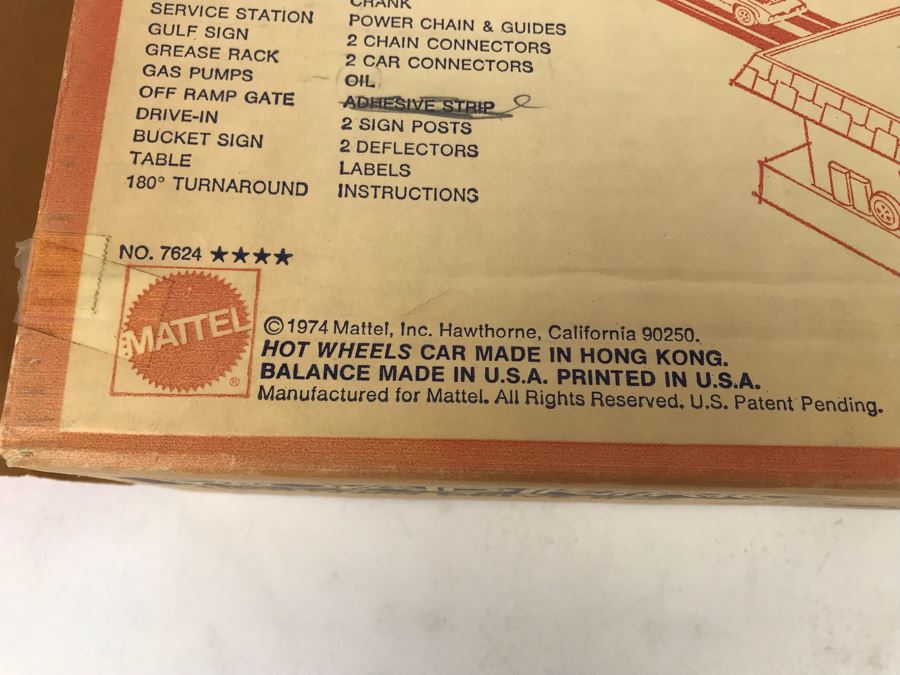 SERVICE STATION
GULF SIGN
GREASE RACK
GAS PUMPS
OFF RAMP GATE
DRIVE-IN
BUCKET SIGN
TABLE
180° TURNAROUND
CRANK
POWER CHAIN & GUIDES
2 CHAIN CONNECTORS
2 CAR CONNECTORS
OIL
ADHESIVE STRIP
2 SIGN POSTS
2 DEFLECTORS
LABELS
INSTRUCTIONS
NO. 7624 ★★★★
MATTEL ®
©1974 Mattel, Inc. Hawthorne, California 90250.
HOT WHEELS CAR MADE IN HONG KONG.
BALANCE MADE IN U.S.A. PRINTED IN U.S.A.
Manufactured for Mattel. All Rights Reserved. U.S. Patent Pending.